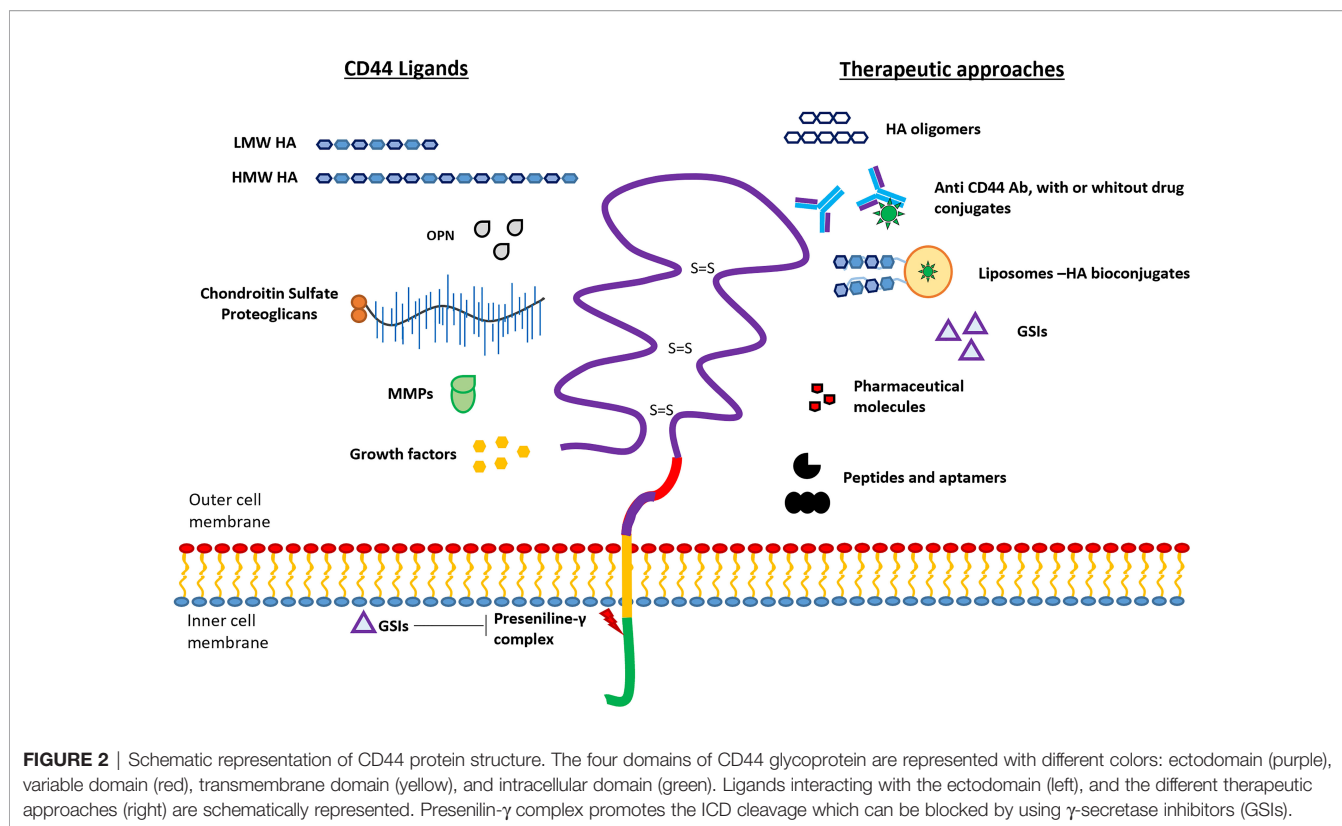 CD44 Ligands
LMW HA
HMW HA
OPN
Chondroitin Sulfate
Proteoglicans
MMPs
Growth factors
Therapeutic approaches
HA oligomers
Anti CD44 Ab, with or whitout drug
conjugates
Liposomes –HA bioconjugates
GSIs
Pharmaceutical
molecules
Peptides and aptamers
S=S
S=S
S=S
Outer cell
membrane
Inner cell
membrane
GSIs
Preseniline-γ
complex
FIGURE 2 | Schematic representation of CD44 protein structure. The four domains of CD44 glycoprotein are represented with different colors: ectodomain (purple),
variable domain (red), transmembrane domain (yellow), and intracellular domain (green). Ligands interacting with the ectodomain (left), and the different therapeutic
approaches (right) are schematically represented. Presenilin-γ complex promotes the ICD cleavage which can be blocked by using γ-secretase inhibitors (GSIs).